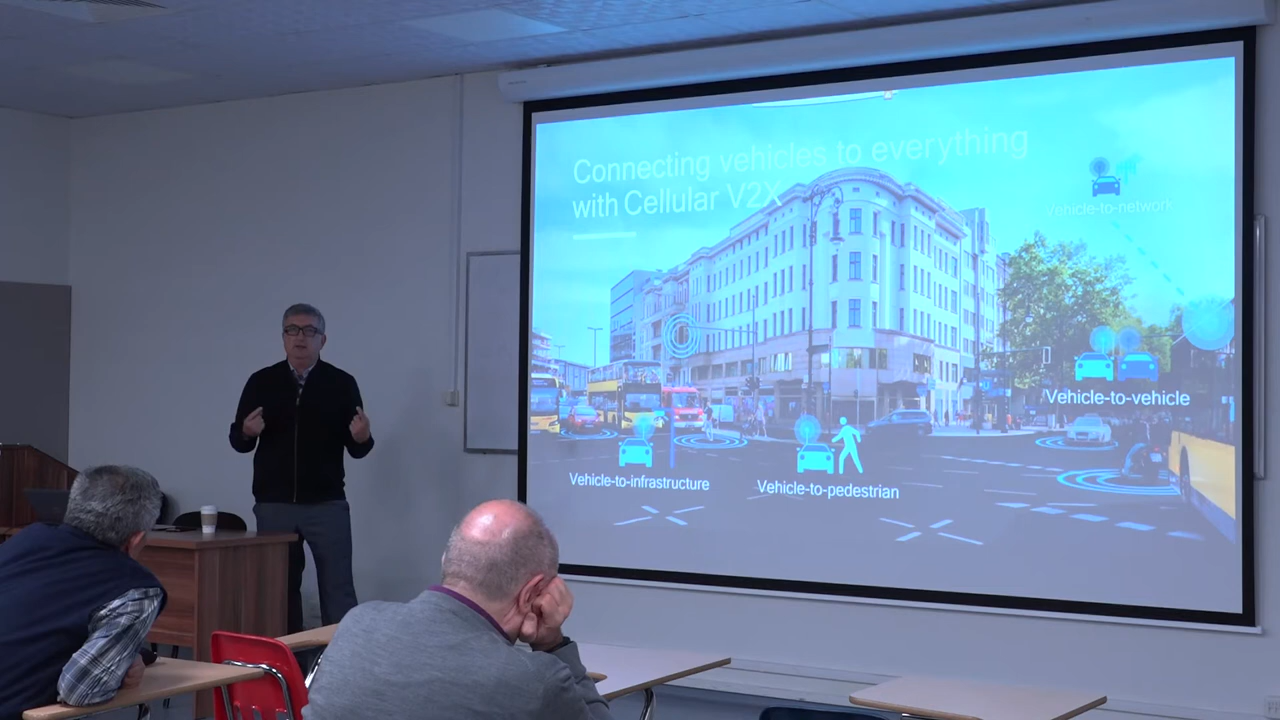 Connecting vehicles to everything
with Cellular V2X
Vehicle-to-network
Vehicle-to-vehicle
Vehicle-to-infrastructure
Vehicle-to-pedestrian